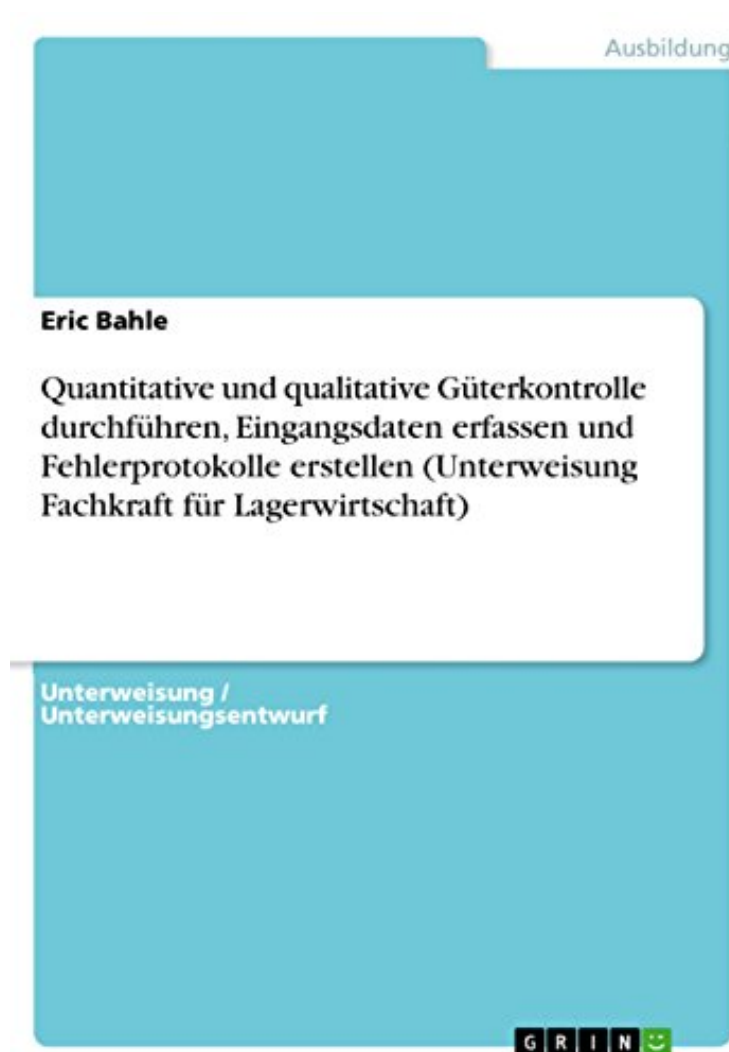 Ausbildung
Eric Bahle
Quantitative und qualitative Güterkontrolle
durchführen, Eingangsdaten erfassen und
Fehlerprotokolle erstellen (Unterweisung
Fachkraft für Lagerwirtschaft)
Unterweisung /
Unterweisungsentwurf
GRIN